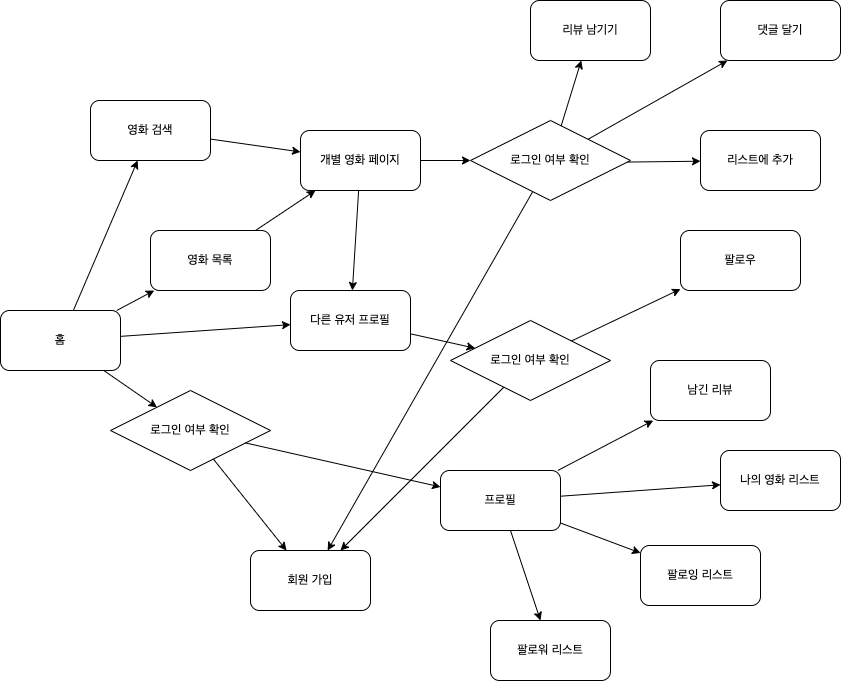 리뷰 남기기
댓글 달기
영화 검색
개별 영화 페이지
로그인 여부 확인
리스트에 추가
영화 목록
팔로우
다른 유저 프로필
홈
로그인 여부 확인
남긴 리뷰
로그인 여부 확인
나의 영화 리스트
프로필
팔로잉 리스트
회원 가입
팔로워 리스트